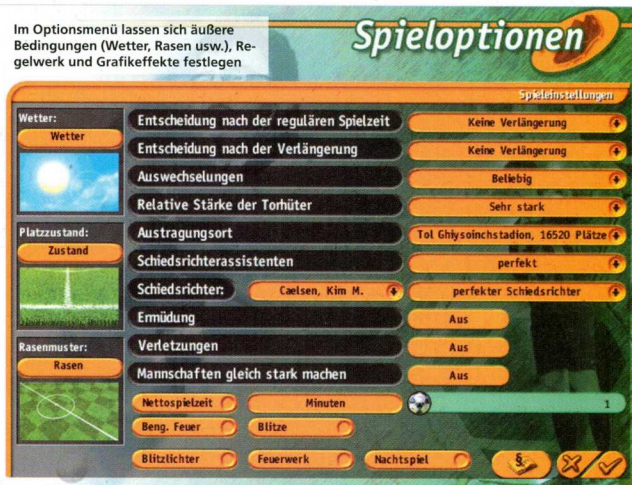 Im Optionsmenü lassen sich äußere
Bedingungen (Wetter, Rasen usw.), Re-
gelwerk und Grafikeffekte festlegen
Spieloptionen
Spieleinstellungen
Wetter:
Wetter
Platzzustand:
Zustand
Rasenmuster:
Rasen
Entscheidung nach der regulären Spielzeit Keine Verlängerung
Entscheidung nach der Verlängerung Keine Verlängerung
Auswechselungen Beliebig
Relative Stärke der Torhüter Sehr stark
Austragungsort Tol Ghiysoinchstadion, 16520 Plätze
Schiedsrichterassistenten perfekt
Schiedsrichter: Caelsen, Kim M. perfekter Schiedsrichter
Ermüdung Aus
Verletzungen Aus
Mannschaften gleich stark machen Aus
Nettospielzeit Minuten 1
Beng. Feuer Blitze
Blitzlichter Feuerwerk Nachtspiel
§